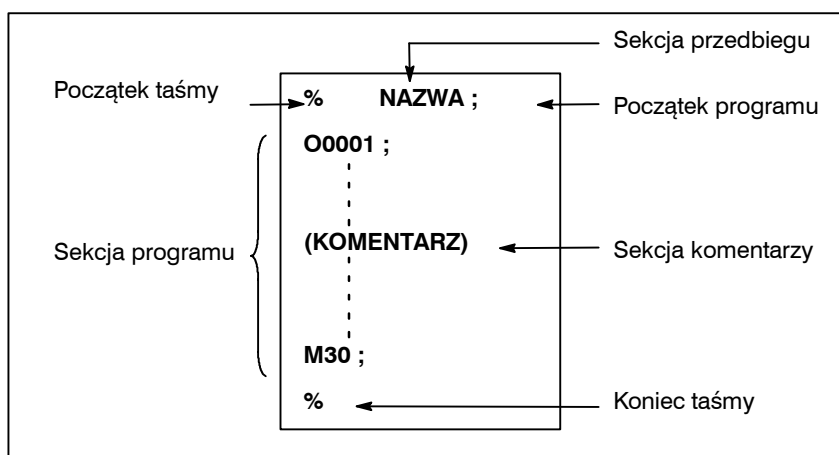 Sekcja przedbiegu
Początek taśmy
% NAZWA ;
Początek programu
O0001 ;
Sekcja programu
(KOMENTARZ)
Sekcja komentarzy
M30 ;
%
Koniec taśmy